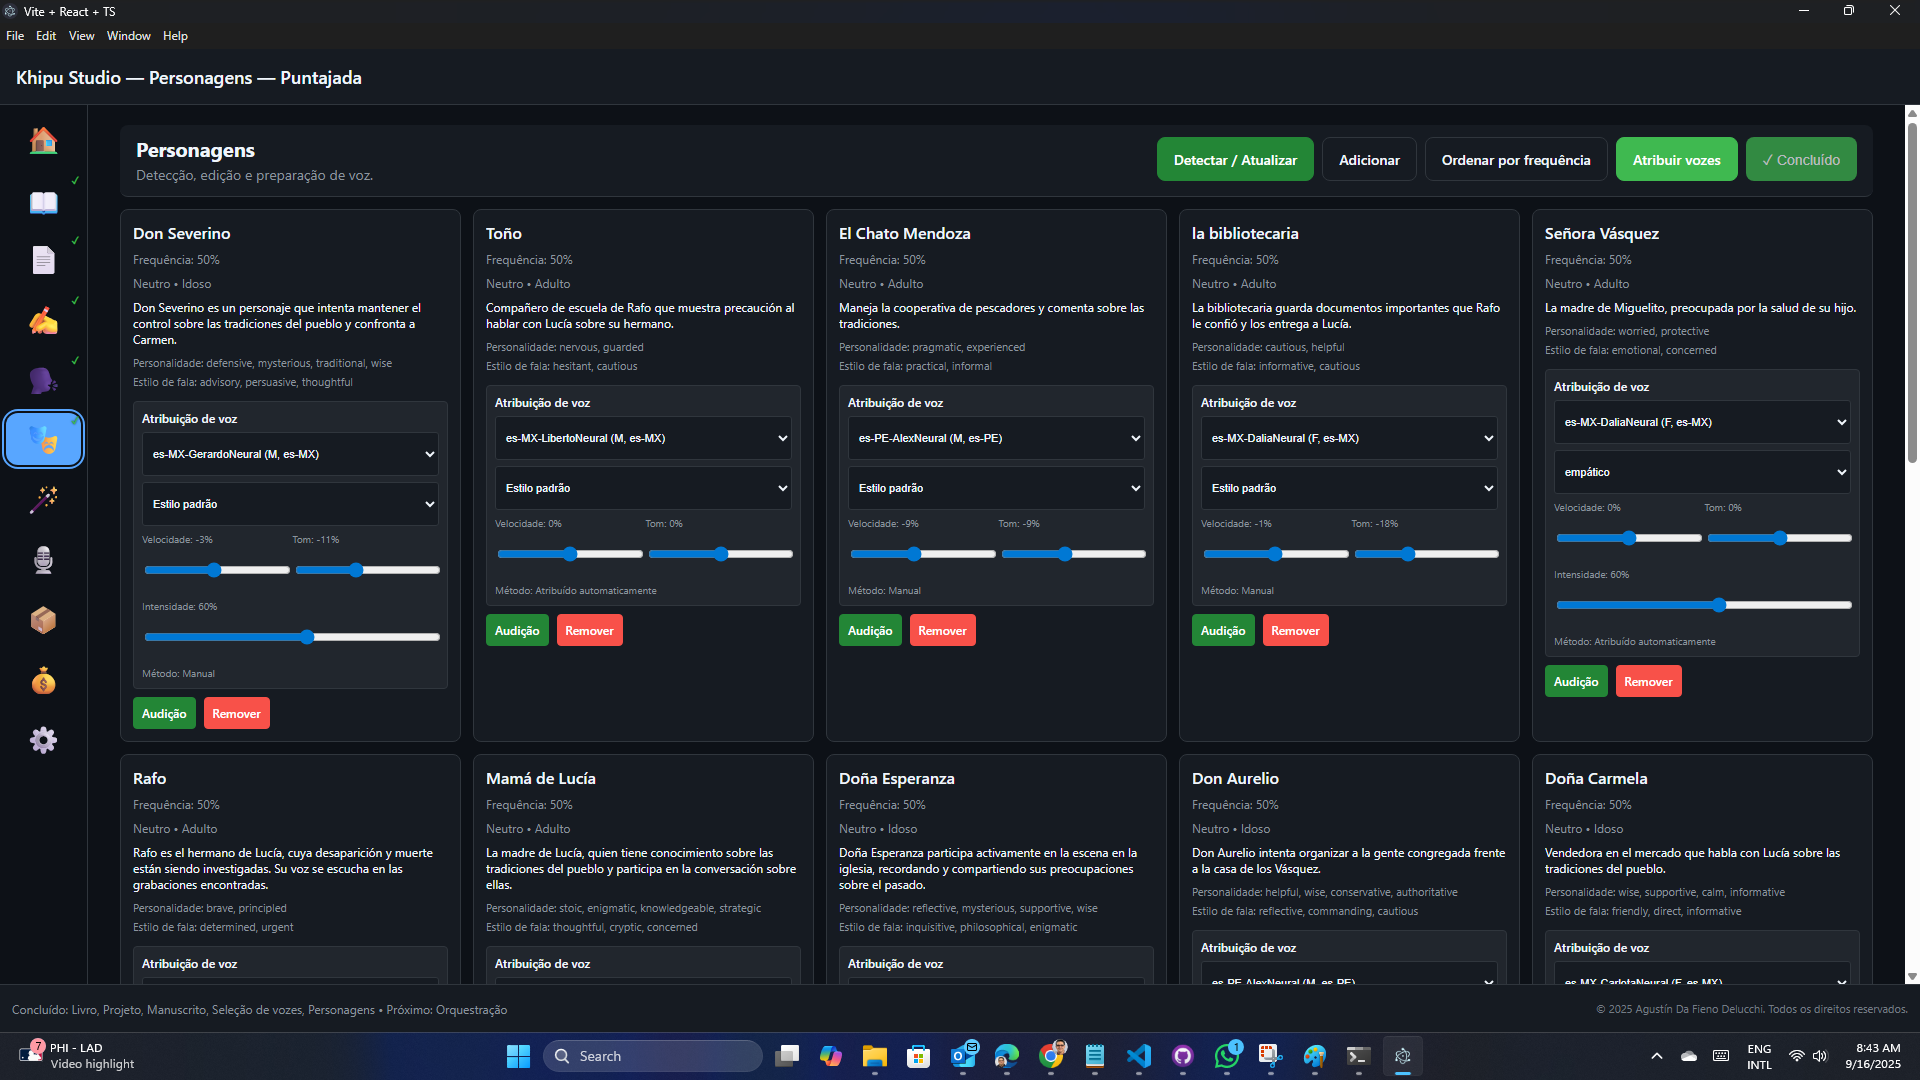 Vite + React + TS
File Edit View Window Help
Khipu Studio — Personagens — Puntajada
Personagens
Detecção, edição e preparação de voz.
Detectar / Atualizar
Adicionar
Ordenar por frequência
Atribuir vozes
✓ Concluído
Don Severino
Frequência: 50%
Neutro • Idoso
Don Severino es un personaje que intenta mantener el
control sobre las tradiciones del pueblo y confronta a
Carmen.
Personalidade: defensive, mysterious, traditional, wise
Estilo de fala: advisory, persuasive, thoughtful
Atribuição de voz
es-MX-GerardoNeural (M, es-MX)
Estilo padrão
Velocidade: -3% Tom: -11%
Intensidade: 60%
Método: Manual
Audição Remover
Toño
Frequência: 50%
Neutro • Adulto
Compañero de escuela de Rafo que muestra precaución al
hablar con Lucía sobre su hermano.
Personalidade: nervous, guarded
Estilo de fala: hesitant, cautious
Atribuição de voz
es-MX-LibertoNeural (M, es-MX)
Estilo padrão
Velocidade: 0% Tom: 0%
Método: Atribuído automaticamente
Audição Remover
El Chato Mendoza
Frequência: 50%
Neutro • Adulto
Maneja la cooperativa de pescadores y comenta sobre las
tradiciones.
Personalidade: pragmatic, experienced
Estilo de fala: practical, informal
Atribuição de voz
es-PE-AlexNeural (M, es-PE)
Estilo padrão
Velocidade: -9% Tom: -9%
Método: Manual
Audição Remover
la bibliotecaria
Frequência: 50%
Neutro • Adulto
La bibliotecaria guarda documentos importantes que Rafo
le confió y los entrega a Lucía.
Personalidade: cautious, helpful
Estilo de fala: informative, cautious
Atribuição de voz
es-MX-DaliaNeural (F, es-MX)
Estilo padrão
Velocidade: -1% Tom: -18%
Método: Manual
Audição Remover
Señora Vásquez
Frequência: 50%
Neutro • Adulto
La madre de Miguelito, preocupada por la salud de su hijo.
Personalidade: worried, protective
Estilo de fala: emotional, concerned
Atribuição de voz
es-MX-DaliaNeural (F, es-MX)
empático
Velocidade: 0% Tom: 0%
Intensidade: 60%
Método: Atribuído automaticamente
Audição Remover
Rafo
Frequência: 50%
Neutro • Adulto
Rafo es el hermano de Lucía, cuya desaparición y muerte
están siendo investigadas. Su voz se escucha en las
grabaciones encontradas.
Personalidade: brave, principled
Estilo de fala: determined, urgent
Atribuição de voz
Mamá de Lucía
Frequência: 50%
Neutro • Adulto
La madre de Lucía, quien tiene conocimiento sobre las
tradiciones del pueblo y participa en la conversación sobre
ellas.
Personalidade: stoic, enigmatic, knowledgeable, strategic
Estilo de fala: thoughtful, cryptic, concerned
Atribuição de voz
Doña Esperanza
Frequência: 50%
Neutro • Idoso
Doña Esperanza participa activamente en la escena en la
iglesia, recordando y compartiendo sus preocupaciones
sobre el pasado.
Personalidade: reflective, mysterious, supportive, wise
Estilo de fala: inquisitive, philosophical, enigmatic
Atribuição de voz
Don Aurelio
Frequência: 50%
Neutro • Idoso
Don Aurelio intenta organizar a la gente congregada frente
a la casa de los Vásquez.
Personalidade: helpful, wise, conservative, authoritative
Estilo de fala: reflective, commanding, cautious
Atribuição de voz
es-PE-AlexNeural (M, es-PE)
Doña Carmela
Frequência: 50%
Neutro • Idoso
Vendedora en el mercado que habla con Lucía sobre las
tradiciones del pueblo.
Personalidade: wise, supportive, calm, informative
Estilo de fala: friendly, direct, informative
Atribuição de voz
es-MX-CarlotaNeural (F, es-MX)
Concluído: Livro, Projeto, Manuscrito, Seleção de vozes, Personagens • Próximo: Orquestração
© 2025 Agustín Da Fieno Delucchi. Todos os direitos reservados.
7
PHI - LAD
Video highlight
Search
1
ENG
INTL
8:43 AM
9/16/2025